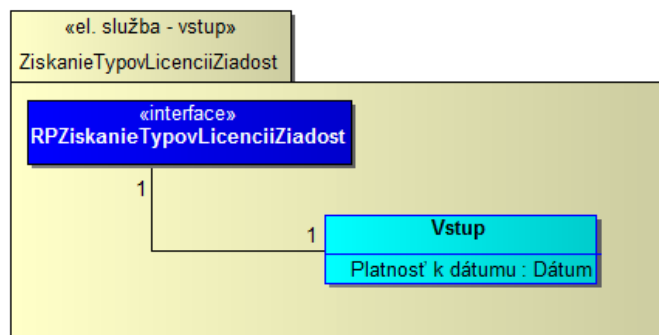 «el. služba - vstup»
ZiskanieTypovLicenciiZiadost
«interface»
RPZiskanieTypovLicenciiZiadost
1
1
Vstup
Platnosť k dátumu : Dátum